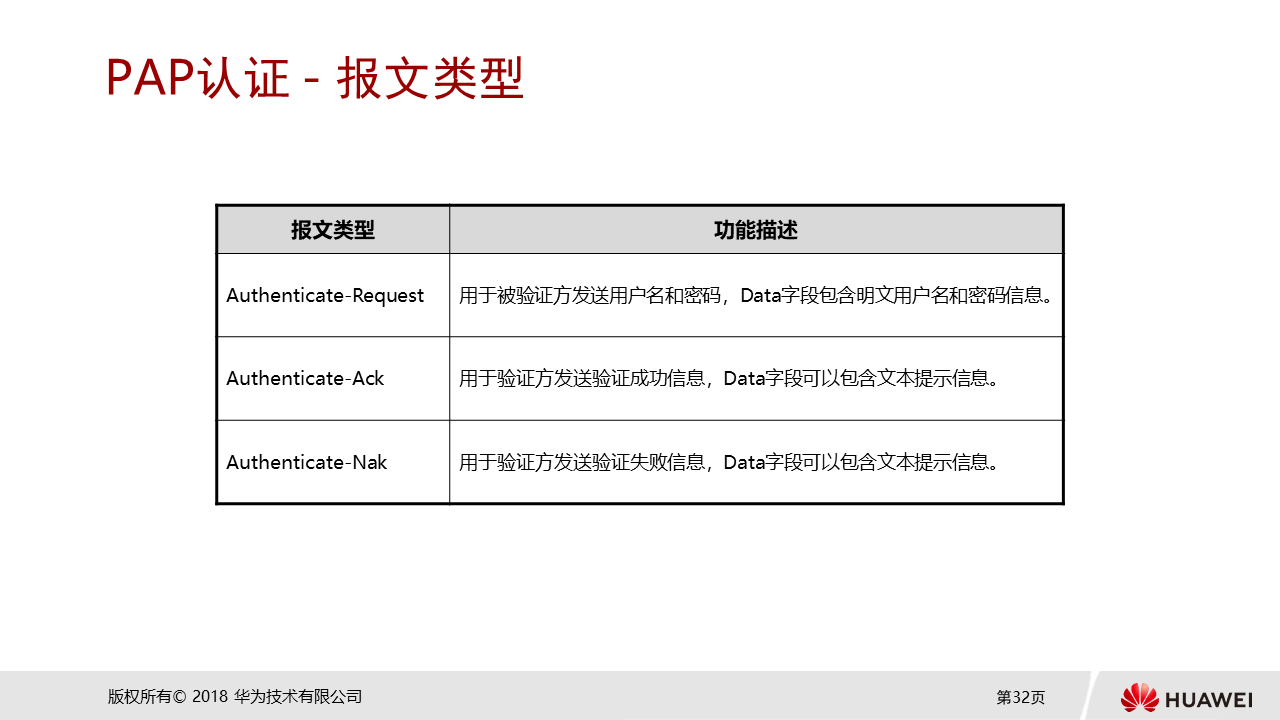 PAP认证 - 报文类型
报文类型 功能描述
Authenticate-Request 用于被验证方发送用户名和密码，Data字段包含明文用户名和密码信息。
Authenticate-Ack 用于验证方发送验证成功信息，Data字段可以包含文本提示信息。
Authenticate-Nak 用于验证方发送验证失败信息，Data字段可以包含文本提示信息。
版权所有© 2018 华为技术有限公司 第32页 HUAWEI